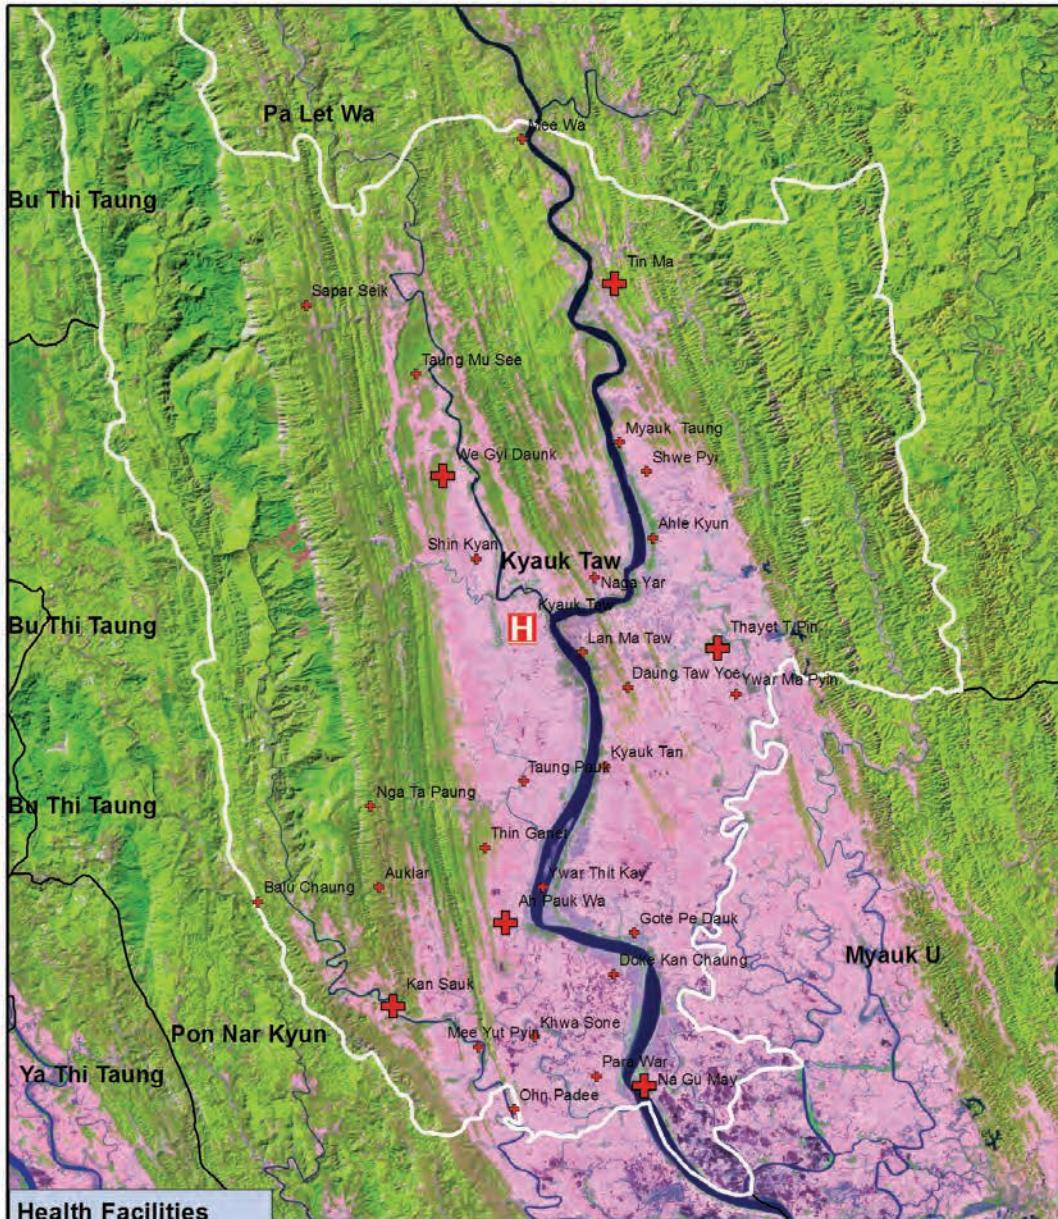 Pa Let Wa
Mee Wa
Bu Thi Taung
Tin Ma
Sapar Seik
Taung Mu See
Myauk Taung
We Gyi Daunk
Shwe Pyi
Ahle Kyun
Shin Kyan
Kyauk Taw
Naga Yar
Kyauk Taw
H
Bu Thi Taung
Thayet T Pin
Lan Ma Taw
Daung Taw Yoe
Ywar Ma Pyin
Kyauk Tan
Taung Pauk
Bu Thi Taung
Nga Ta Paung
Thin Ganet
Auklar
Ywar Thit Kay
Balu Chaung
Ah Pauk Wa
Gote Pe Dauk
Myauk U
Doke Kan Chaung
Kan Sauk
Pon Nar Kyun
Khwa Sone
Mee Yut Pyin
Ya Thi Taung
Para War
Na Gu May
Ohn Padee
Health Facilities